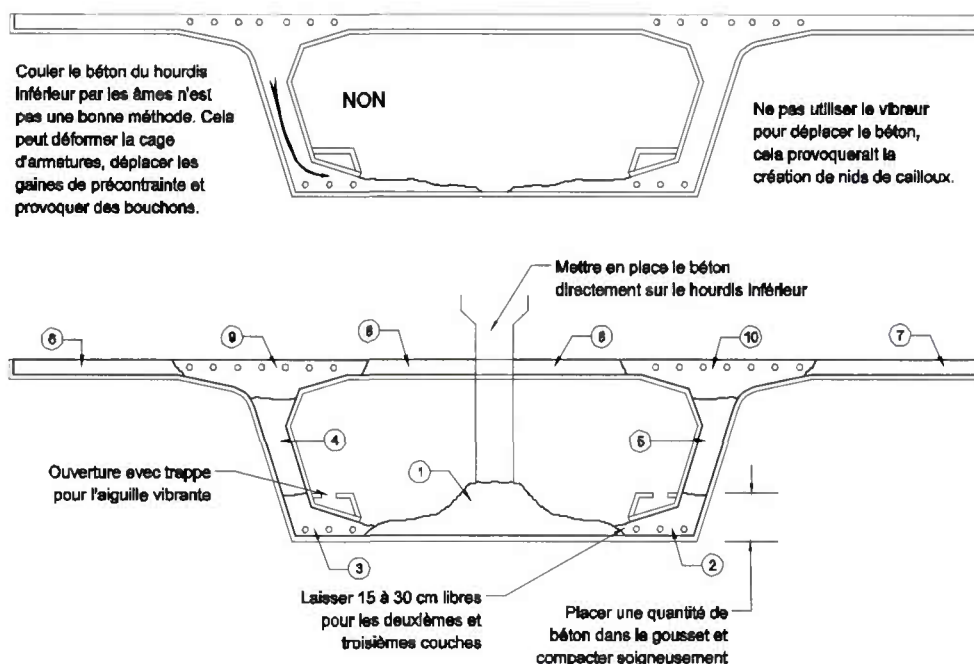 Couler le béton du hourdis
inférieur par les âmes n'est
pas une bonne méthode. Cela
peut déformer la cage
d'armatures, déplacer les
gaines de précontrainte et
provoquer des bouchons.
NON
Ne pas utiliser le vibreur
pour déplacer le béton,
cela provoquerait la
création de nids de cailloux.
Mettre en place le béton
directement sur le hourdis inférieur
6
9
8
8
10
7
4
5
1
Ouverture avec trappe
pour l'aiguille vibrante
3
2
Laisser 15 à 30 cm libres
pour les deuxièmes et
troisièmes couches
Placer une quantité de
béton dans le gousset et
compacter soigneusement